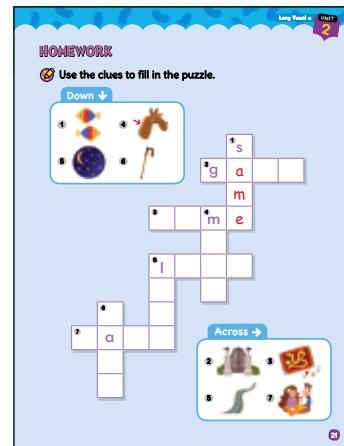 Long Vowel a UNIT 2
HOMEWORK
Use the clues to fill in the puzzle.
Down ↓
1 4
5 6
1 s
2 g a
m
3 4 m e
5 l
6
7 a
Across →
2 3
5 7
21